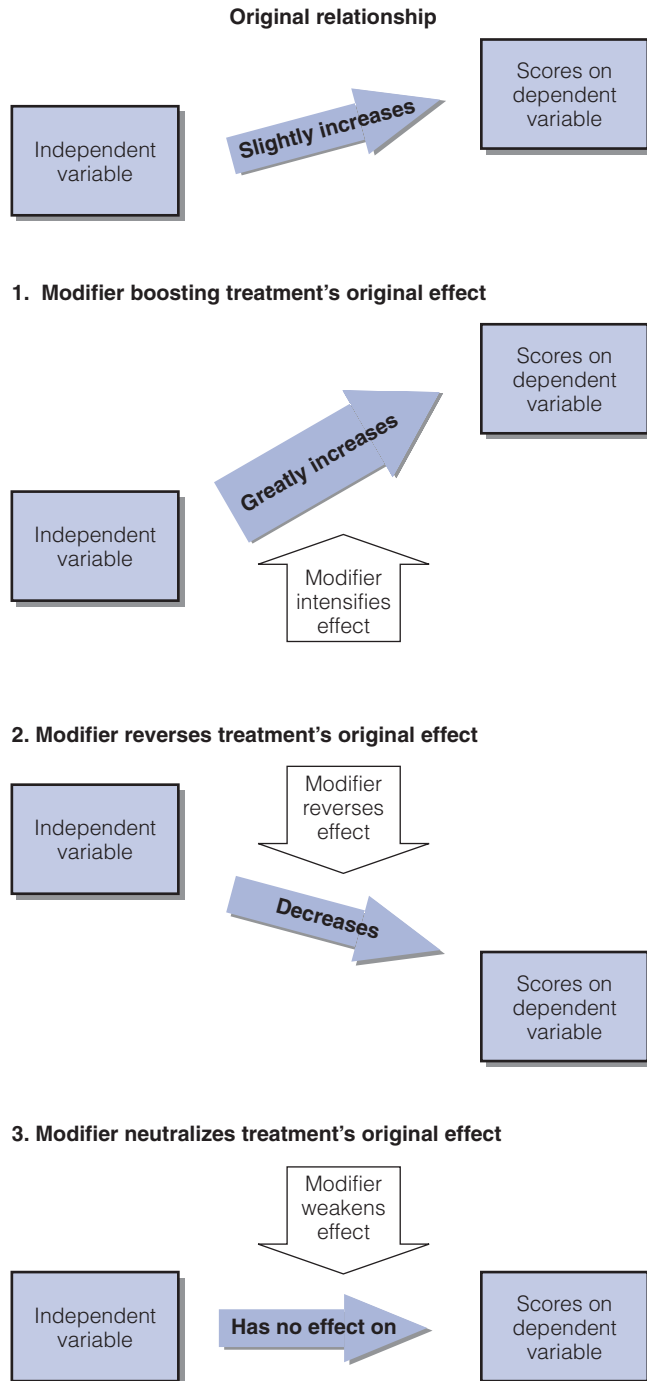 Original relationship
Scores on
dependent
variable
Slightly increases
Independent
variable
1. Modifier boosting treatment's original effect
Scores on
dependent
variable
Greatly increases
Independent
variable
Modifier
intensifies
effect
2. Modifier reverses treatment's original effect
Modifier
reverses
effect
Independent
variable
Decreases
Scores on
dependent
variable
3. Modifier neutralizes treatment's original effect
Modifier
weakens
effect
Independent
variable
Has no effect on
Scores on
dependent
variable